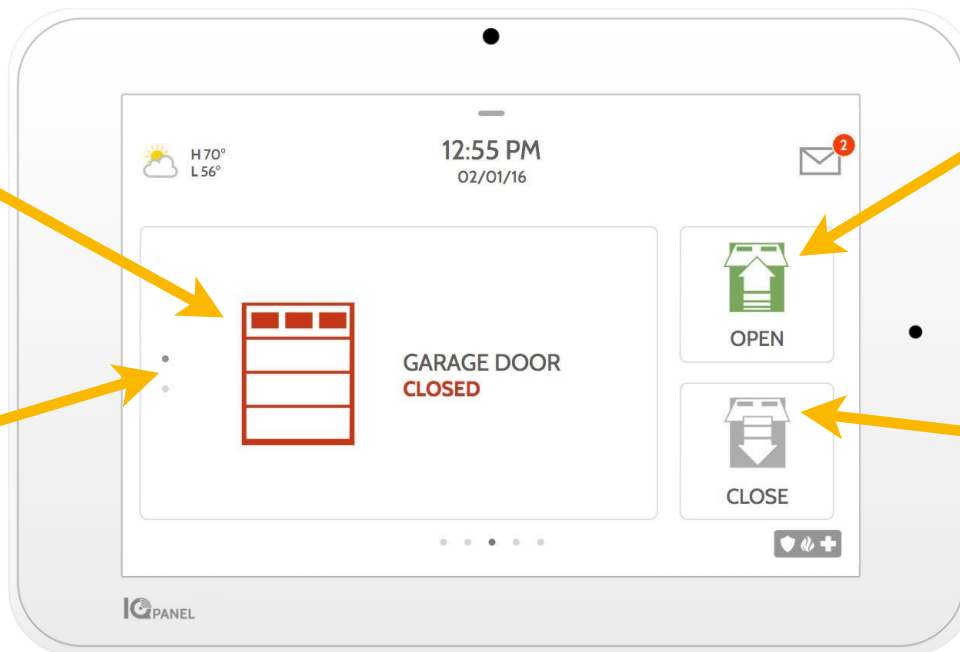 12:55 PM
02/01/16
H 70°
L 56°
2
GARAGE DOOR
CLOSED
OPEN
CLOSE
IQ PANEL